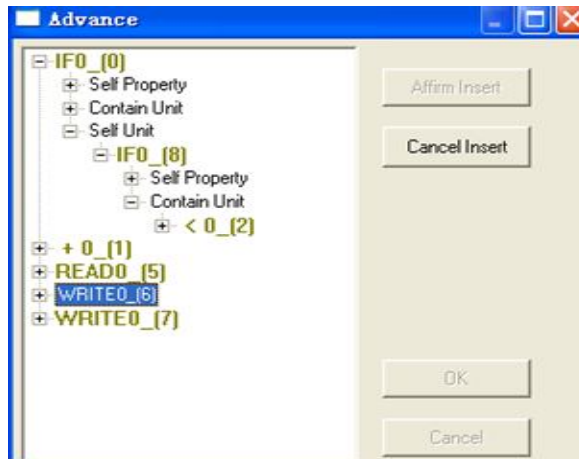 Advance
IF0_(0)
Self Property
Contain Unit
Self Unit
IF0_(8)
Self Property
Contain Unit
< 0_(2)
+ 0_(1)
READ0_(5)
WRITE0_(6)
WRITE0_(7)
Affirm Insert
Cancel Insert
OK
Cancel